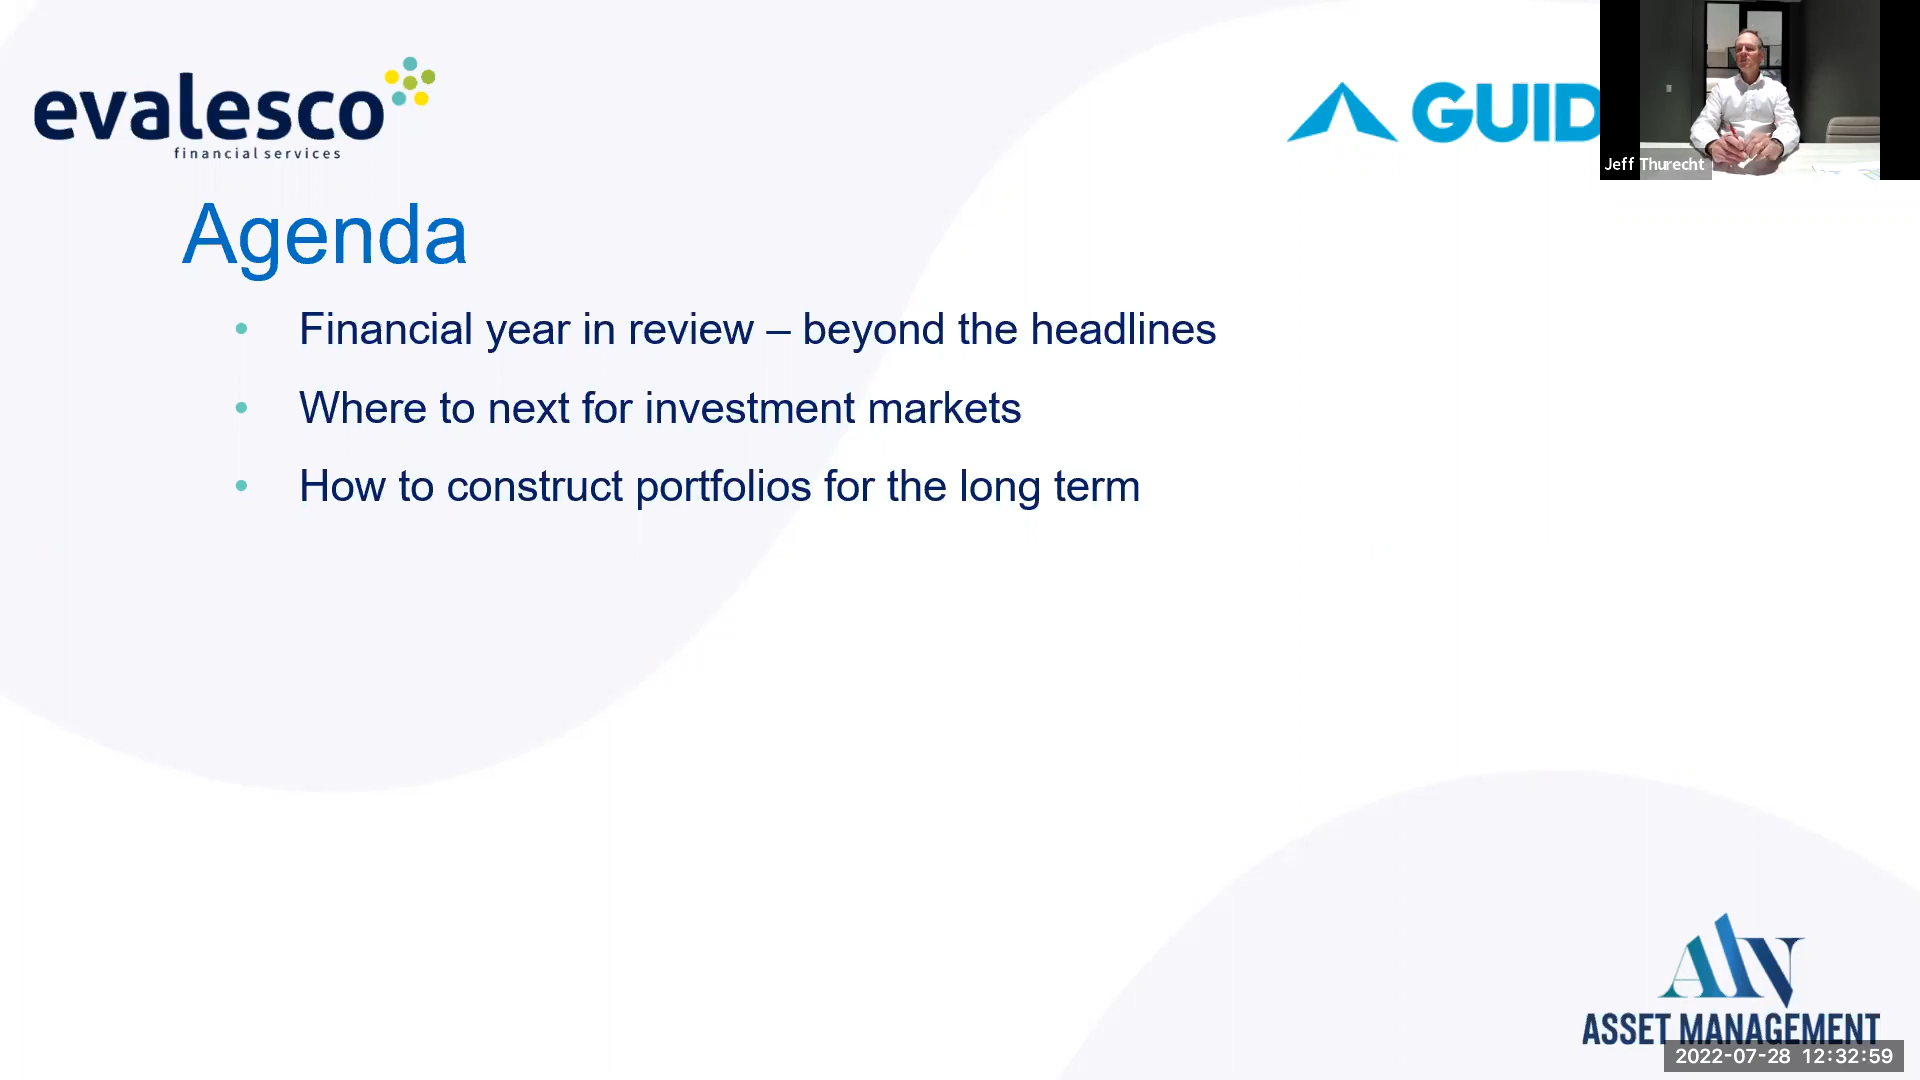 evalesco
financial services
GUID
Jeff Thurecht
Agenda
• Financial year in review – beyond the headlines
• Where to next for investment markets
• How to construct portfolios for the long term
ASSET MANAGEMENT
2022-07-28 12:32:59